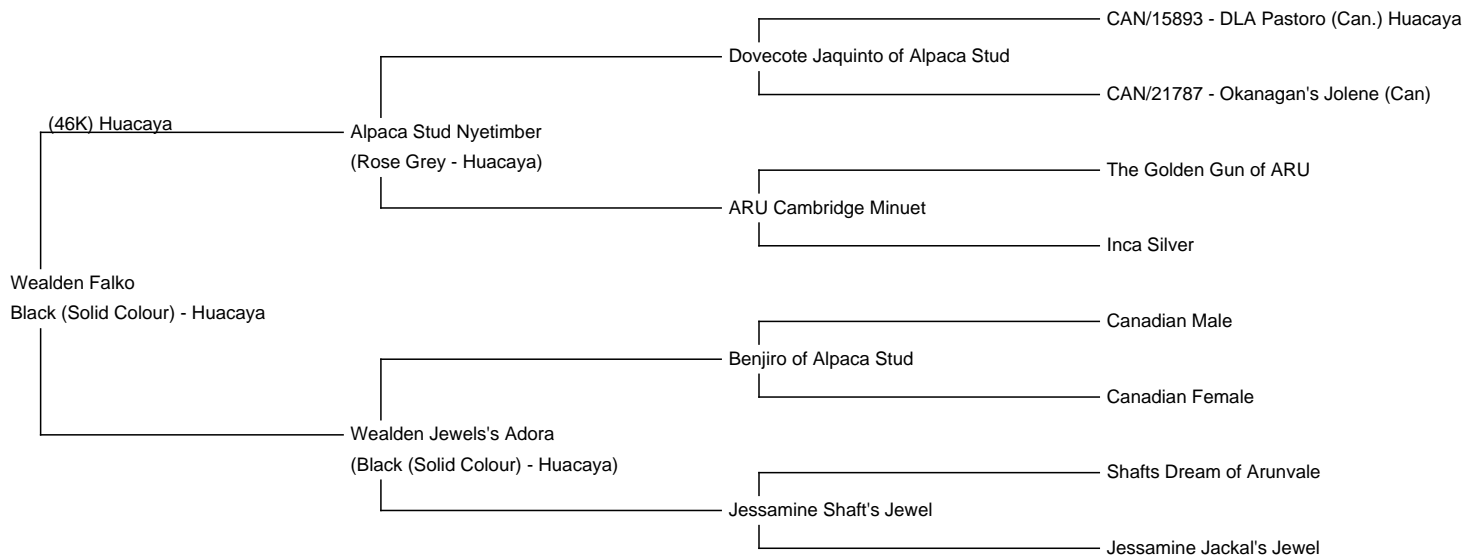 CAN/15893 - DLA Pastoro (Can.) Huacaya
Dovecote Jaquinto of Alpaca Stud
CAN/21787 - Okanagan's Jolene (Can)
(46K) Huacaya
Alpaca Stud Nyetimber
(Rose Grey - Huacaya)
The Golden Gun of ARU
ARU Cambridge Minuet
Inca Silver
Wealden Falko
Black (Solid Colour) - Huacaya
Canadian Male
Benjiro of Alpaca Stud
Canadian Female
Wealden Jewels's Adora
(Black (Solid Colour) - Huacaya)
Shafts Dream of Arunvale
Jessamine Shaft's Jewel
Jessamine Jackal's Jewel